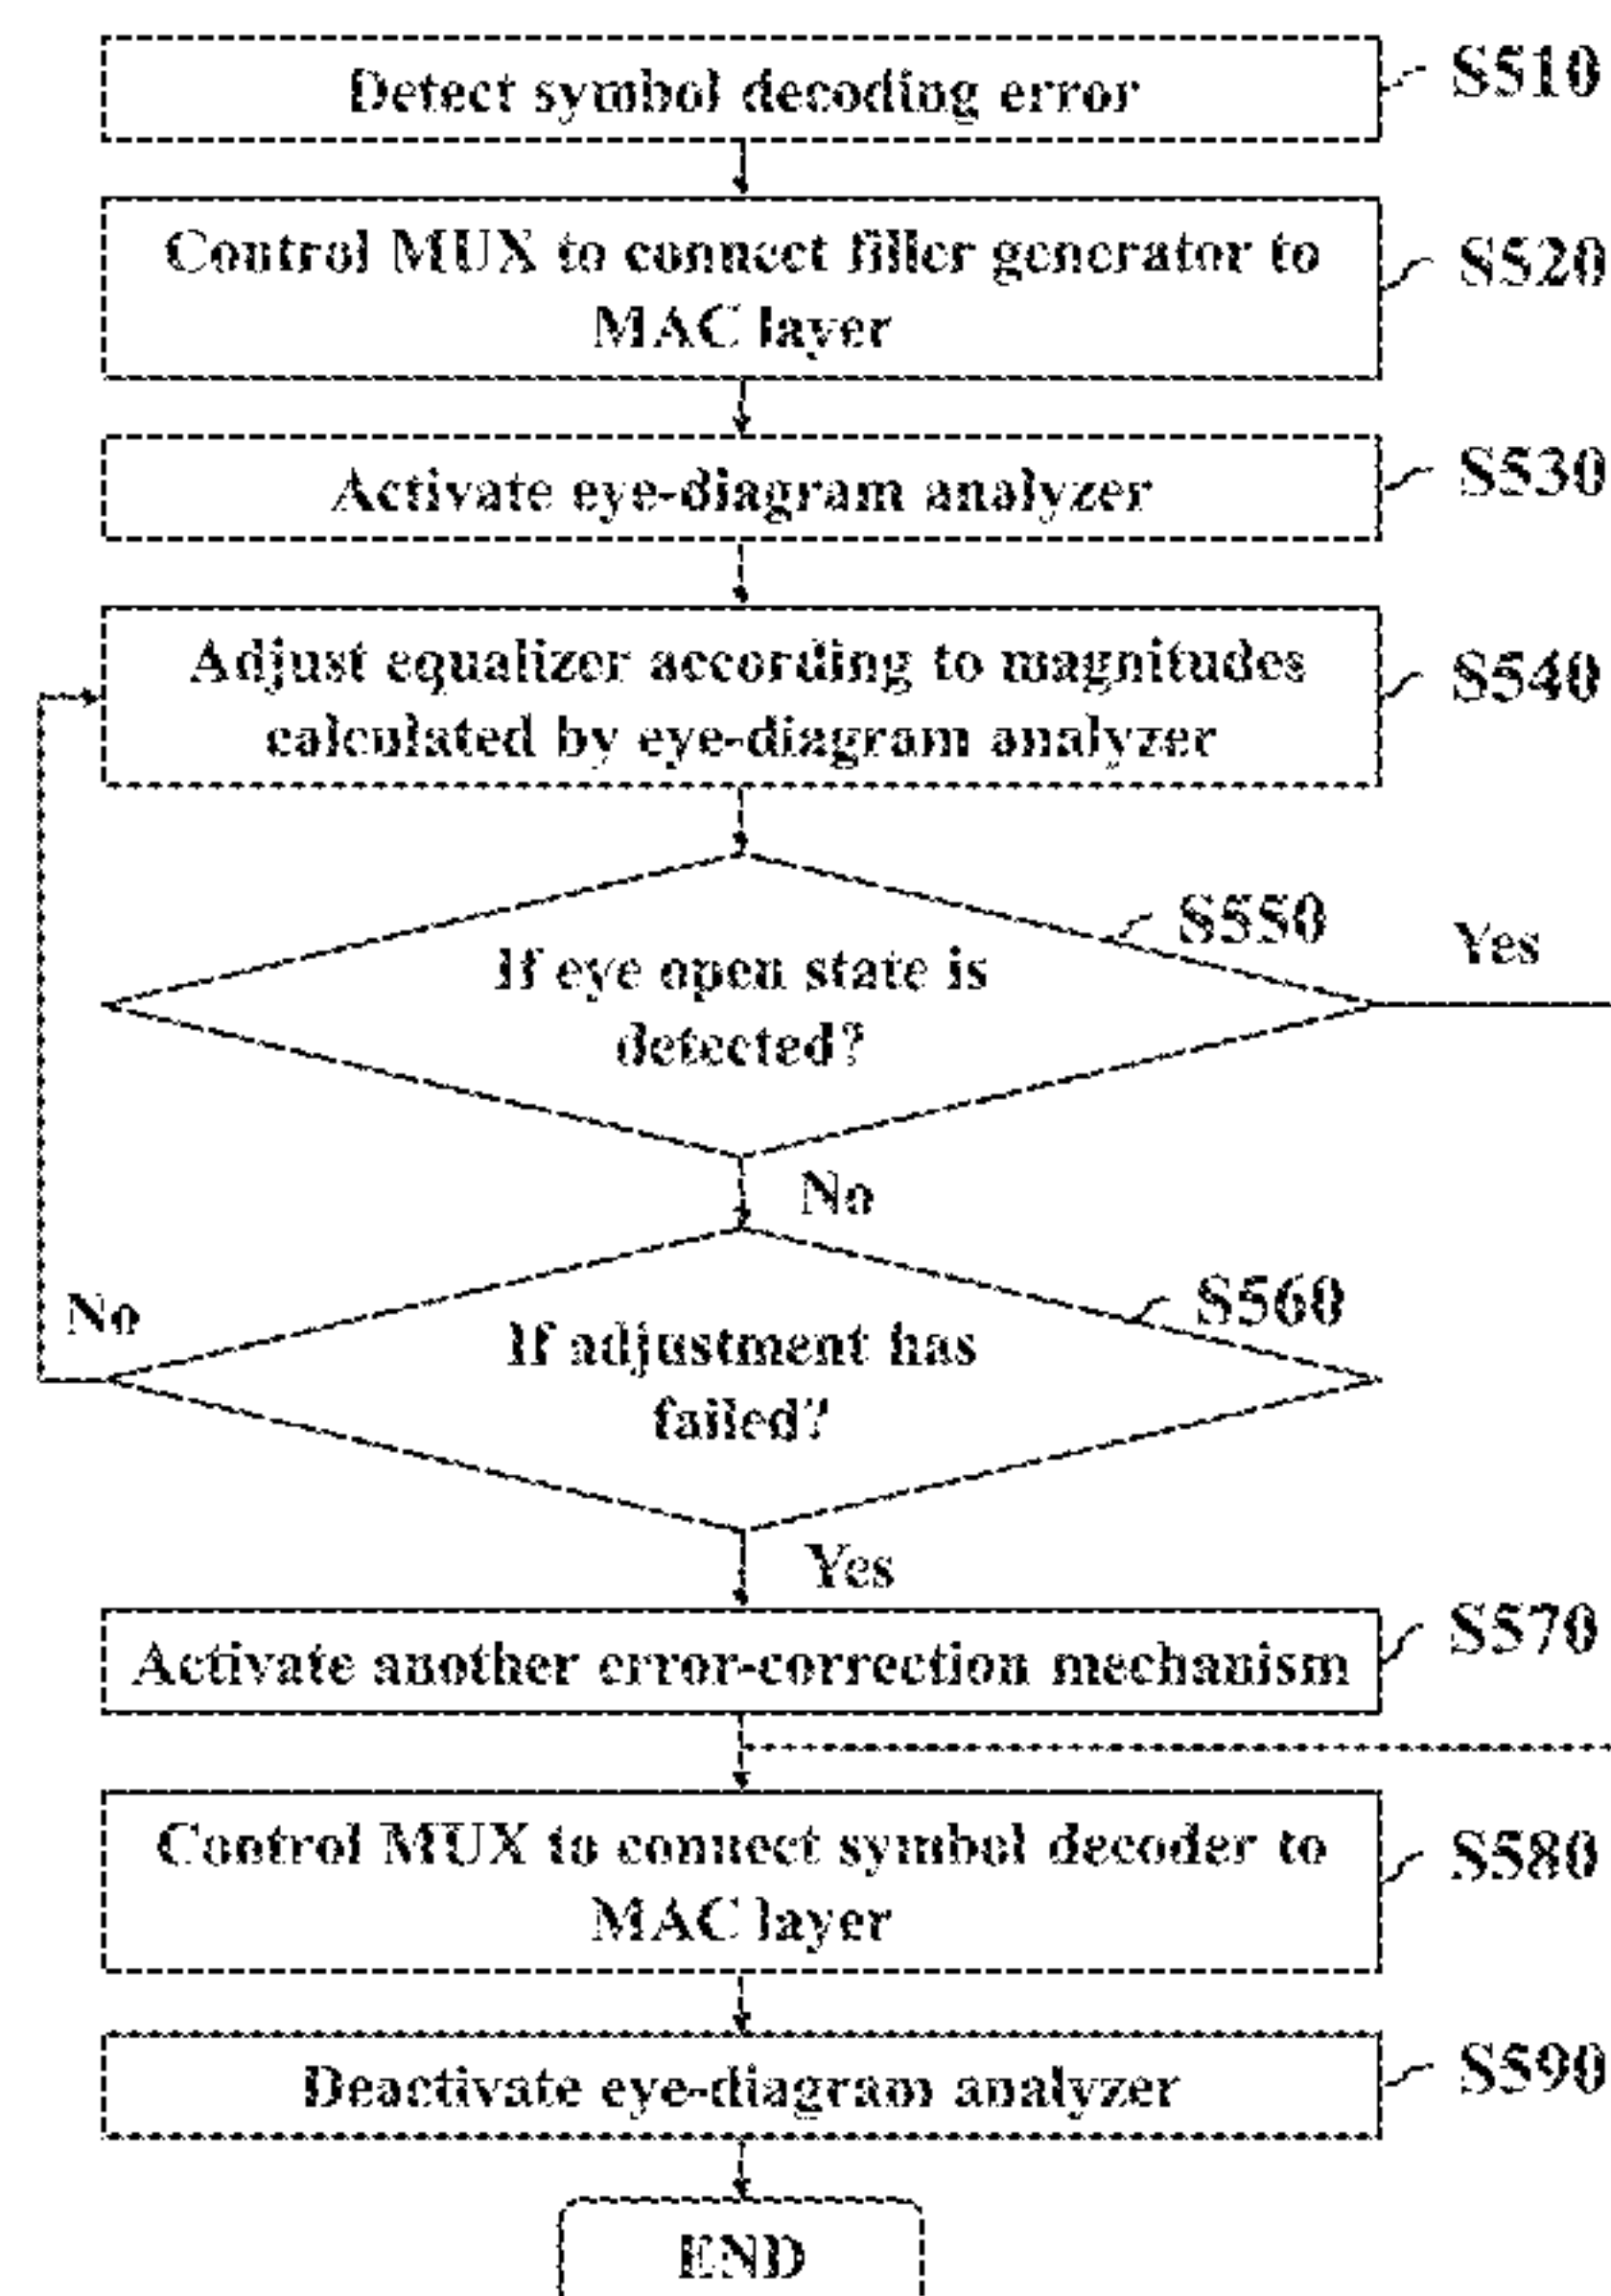 Detect symbol decoding error
S510
Control MUX to connect filler generator to
MAC layer
S520
Activate eye-diagram analyzer
S530
Adjust equalizer according to magnitudes
calculated by eye-diagram analyzer
S540
If eye open state is
detected?
S550
Yes
No
If adjustment has
failed?
S560
No
Yes
Activate another error-correction mechanism
S570
Control MUX to connect symbol decoder to
MAC layer
S580
Deactivate eye-diagram analyzer
S590
END